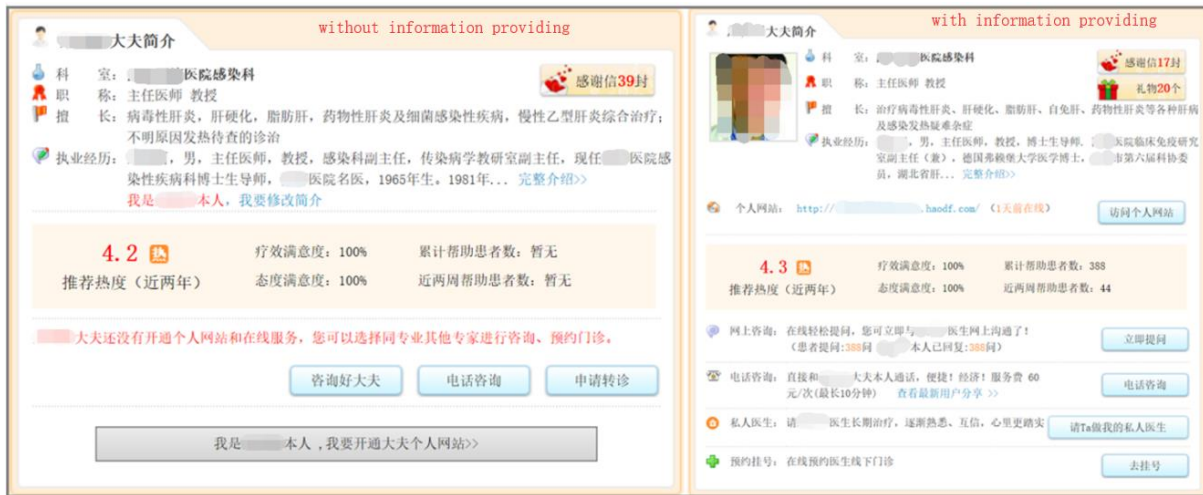 without information providing
大夫简介
科 室： 医院感染科
感谢信39封
职 称：主任医师 教授
擅 长：病毒性肝炎，肝硬化，脂肪肝，药物性肝炎及细菌感染性疾病，慢性乙型肝炎综合治疗；
不明原因发热待查的诊治
执业经历： ，男，主任医师，教授，感染科副主任，传染病学教研室副主任，现任 医院感
染性疾病科博士生导师， 医院名医，1965年生。1981年... 完整介绍>>
我是 本人，我要修改简介
4.2 热
疗效满意度：100% 累计帮助患者数：暂无
推荐热度（近两年） 态度满意度：100% 近两周帮助患者数：暂无
大夫还没有开通个人网站和在线服务，您可以选择同专业其他专家进行咨询、预约门诊。
咨询好大夫 电话咨询 申请转诊
我是 本人，我要开通大夫个人网站>>
with information providing
大夫简介
科 室： 医院感染科
感谢信17封
职 称：主任医师 教授
礼物20个
擅 长：治疗病毒性肝炎、肝硬化、脂肪肝、自免肝、药物性肝炎等各种肝病
及感染发热疑难杂症
执业经历： ，男，主任医师，教授，博士生导师. 医院临床免疫研究
室副主任（兼），德国弗赖堡大学医学博士， 市第六届科协委
员，湖北省肝... 完整介绍>>
个人网站： http:// .haodf.com/ （1天前在线） 访问个人网站
4.3 热
疗效满意度：100% 累计帮助患者数：388
推荐热度（近两年） 态度满意度：100% 近两周帮助患者数：44
网上咨询：在线轻松提问，您可立即与 医生网上沟通了！
（患者提问:388问 本人已回复:388问） 立即提问
电话咨询：直接和 大夫本人通话，便捷！经济！服务费 60
元/次(最长10分钟) 查看最新用户分享 >> 电话咨询
私人医生：请 医生长期治疗，逐渐熟悉、互信，心里更踏实 请Ta做我的私人医生
预约挂号：在线预约医生线下门诊 去挂号